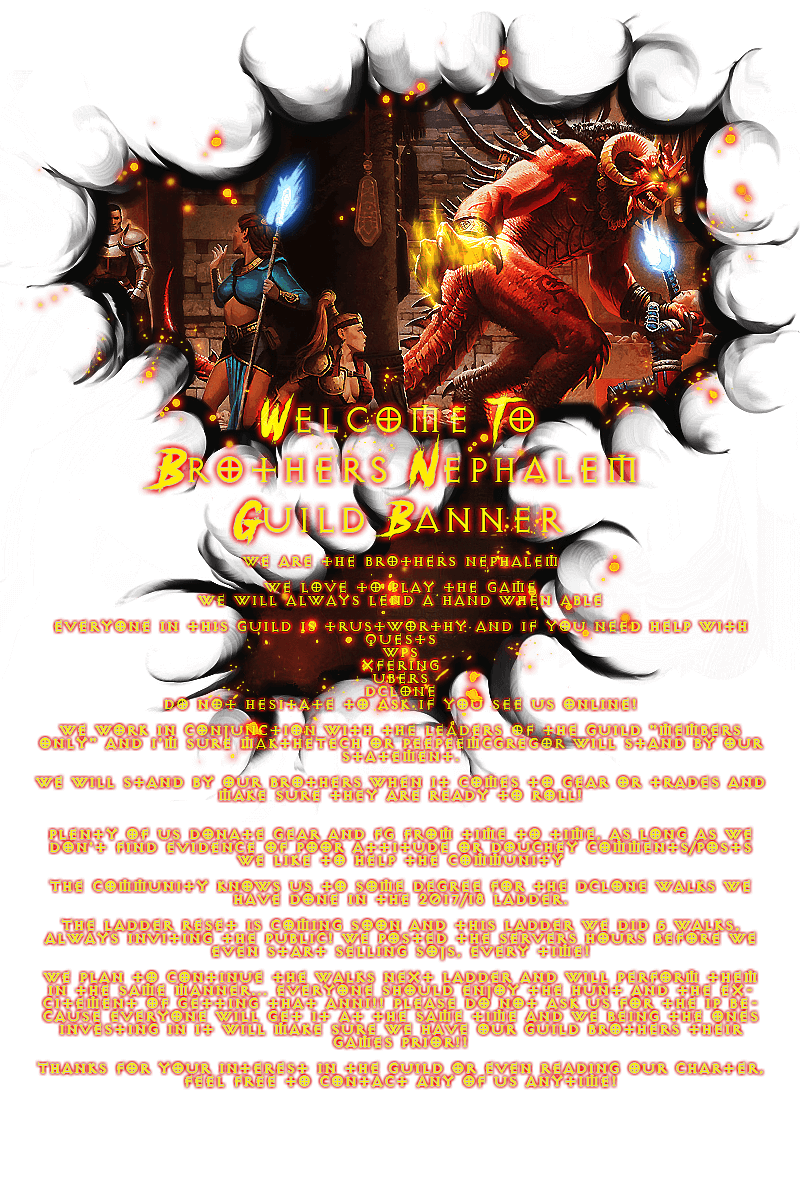 Welcome To
Brothers Nephalem
Guild Banner
We are the Brothers Nephalem
We love to play the game
We will always lend a hand when able
Everyone in this guild is trustworthy and if you need help with
Quests
WPs
Xfering
Ubers
DClone
Do not hesitate to ask if you see us online!
We work in conjunction with the leaders of the guild "Members
Only" and I'm sure MakTheTech or PeePeeMcGregor will stand by our
statement.
We will stand by our brothers when it comes to gear or trades and
make sure they are ready to roll!
Plenty of us donate gear and fg from time to time, as long as we
don't find evidence of poor attitude or douchey comments/posts
we like to help the community
The community knows us to some degree for the DClone walks we
have done in the 2017/18 ladder.
The ladder reset is coming soon and this ladder we did 6 walks,
always inviting the public! We posted the servers hours before we
even start selling SOJs. Every time!
We plan to continue the walks next ladder and will perform them
in the same manner... Everyone should enjoy the hunt and the ex-
citement of getting that Anni!! Please do not ask us for the IP be-
cause everyone will get it at the same time and we being the ones
investing in it will make sure we have our guild brothers their
games prior!!
Thanks for your interest in the guild or even reading our charter,
feel free to contact any of us anytime!